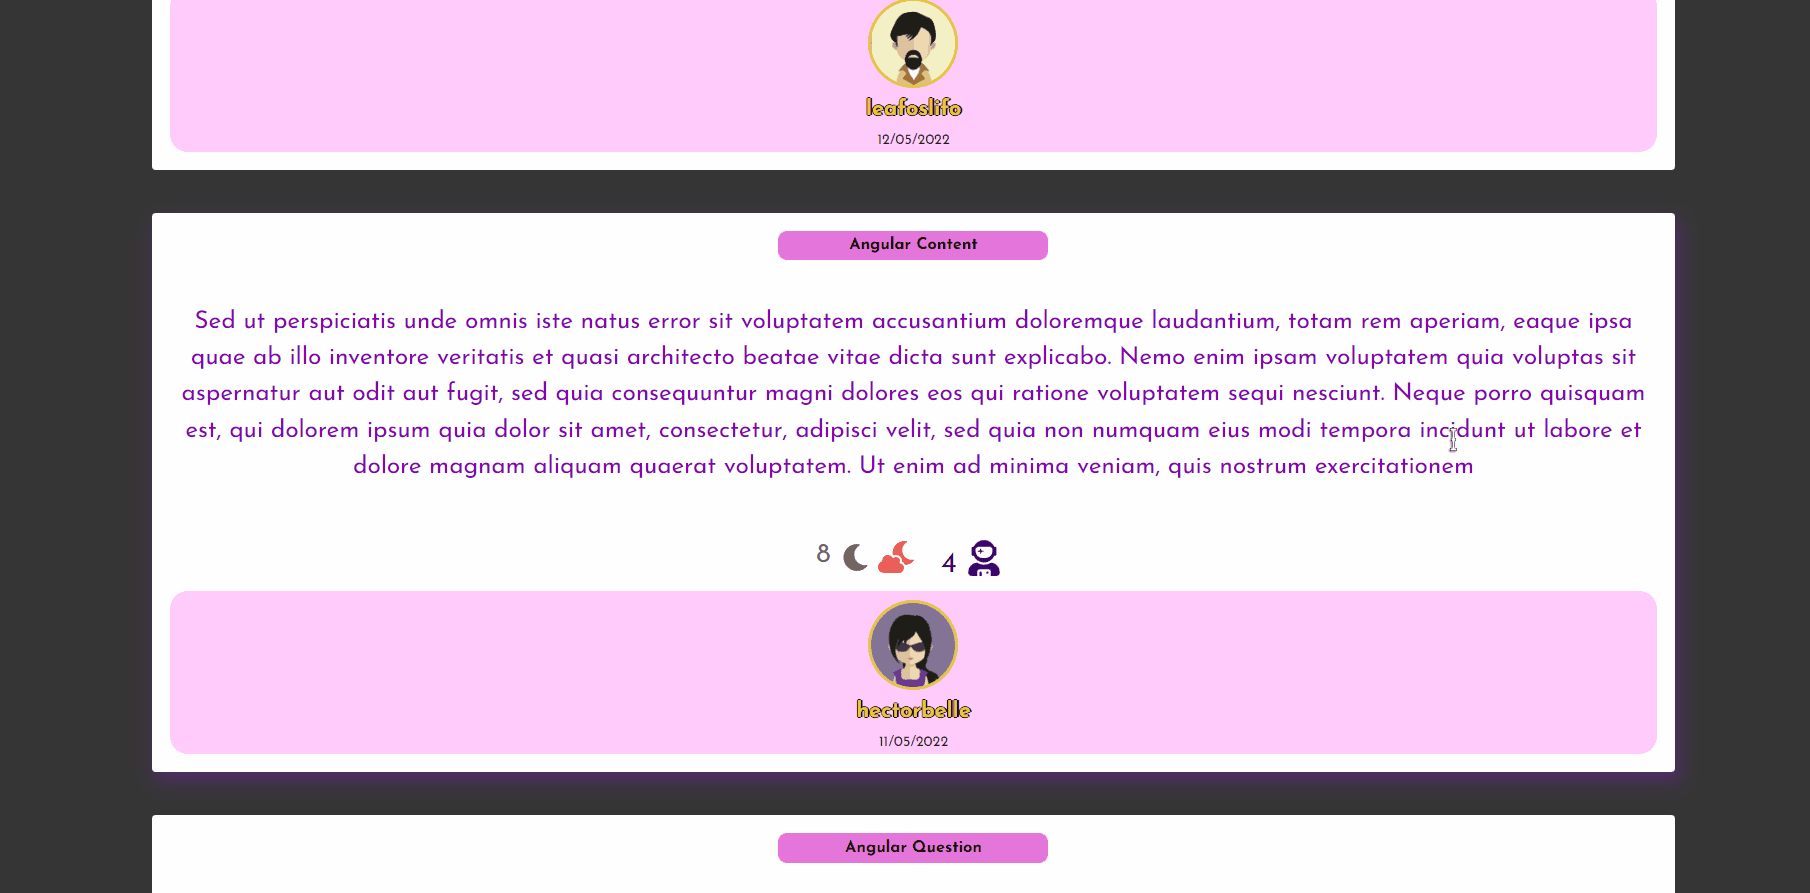 leafoslifo
12/05/2022
Angular Content
Sed ut perspiciatis unde omnis iste natus error sit voluptatem accusantium doloremque laudantium, totam rem aperiam, eaque ipsa
quae ab illo inventore veritatis et quasi architecto beatae vitae dicta sunt explicabo. Nemo enim ipsam voluptatem quia voluptas sit
aspernatur aut odit aut fugit, sed quia consequuntur magni dolores eos qui ratione voluptatem sequi nesciunt. Neque porro quisquam
est, qui dolorem ipsum quia dolor sit amet, consectetur, adipisci velit, sed quia non numquam eius modi tempora incidunt ut labore et
dolore magnam aliquam quaerat voluptatem. Ut enim ad minima veniam, quis nostrum exercitationem
8 4
hectorbelle
11/05/2022
Angular Question